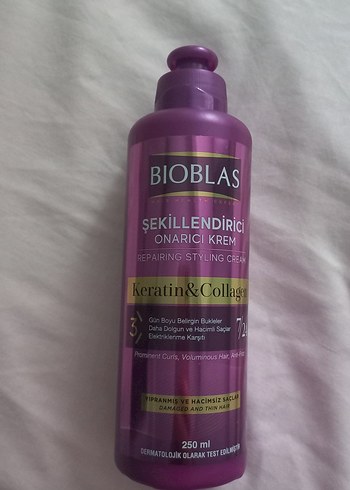 BIOBLAS
ŞEKİLLENDİRİCİ
ONARICI KREM
REPAIRING STYLING CREAM
Keratin&Collagen
3
Gün Boyu Belirgin Bukleler
Daha Dolgun ve Hacimli Saçlar
Elektriklenme Karşıtı
Prominent Curls, Voluminous Hair,
YIPRANMIŞ VE HACİMSİZ SAÇLAR
DAMAGED AND THIN HAIR
250 ml
DERMATOLOJİK OLARAK TEST EDİLMİŞTİR